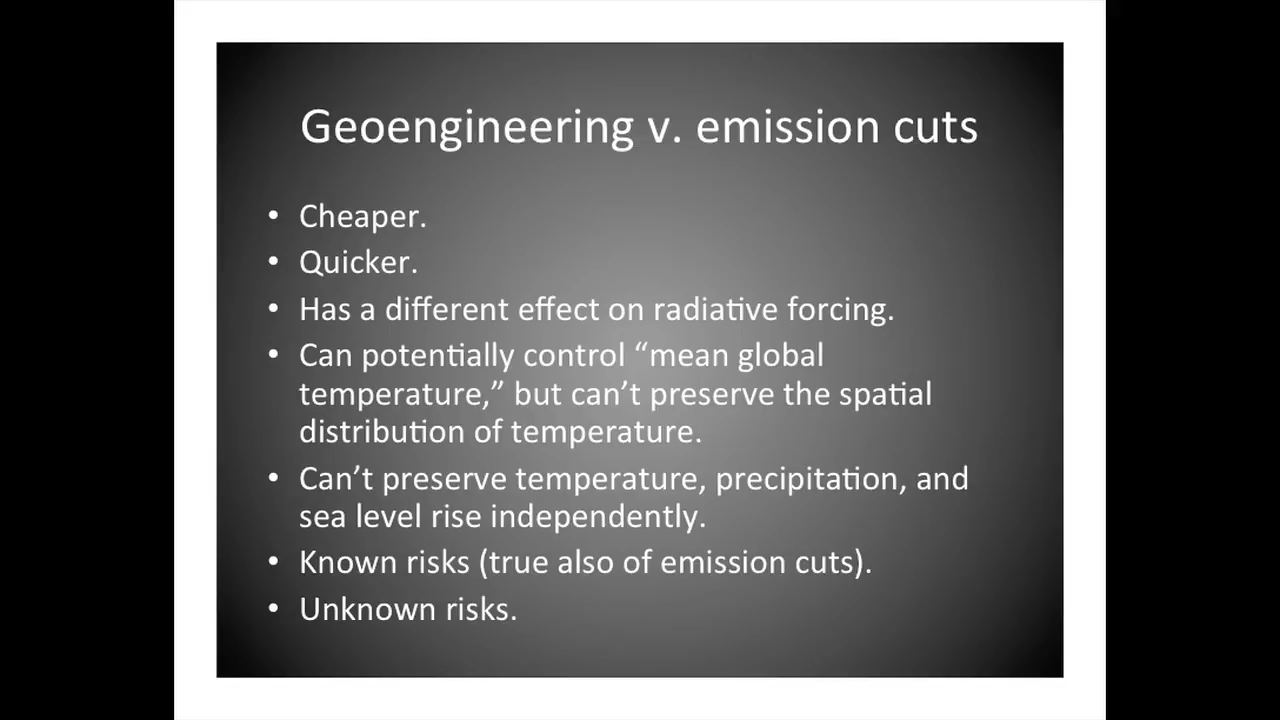 Geoengineering v. emission cuts
• Cheaper.
• Quicker.
• Has a different effect on radiative forcing.
• Can potentially control “mean global
temperature,” but can’t preserve the spatial
distribution of temperature.
• Can’t preserve temperature, precipitation, and
sea level rise independently.
• Known risks (true also of emission cuts).
• Unknown risks.